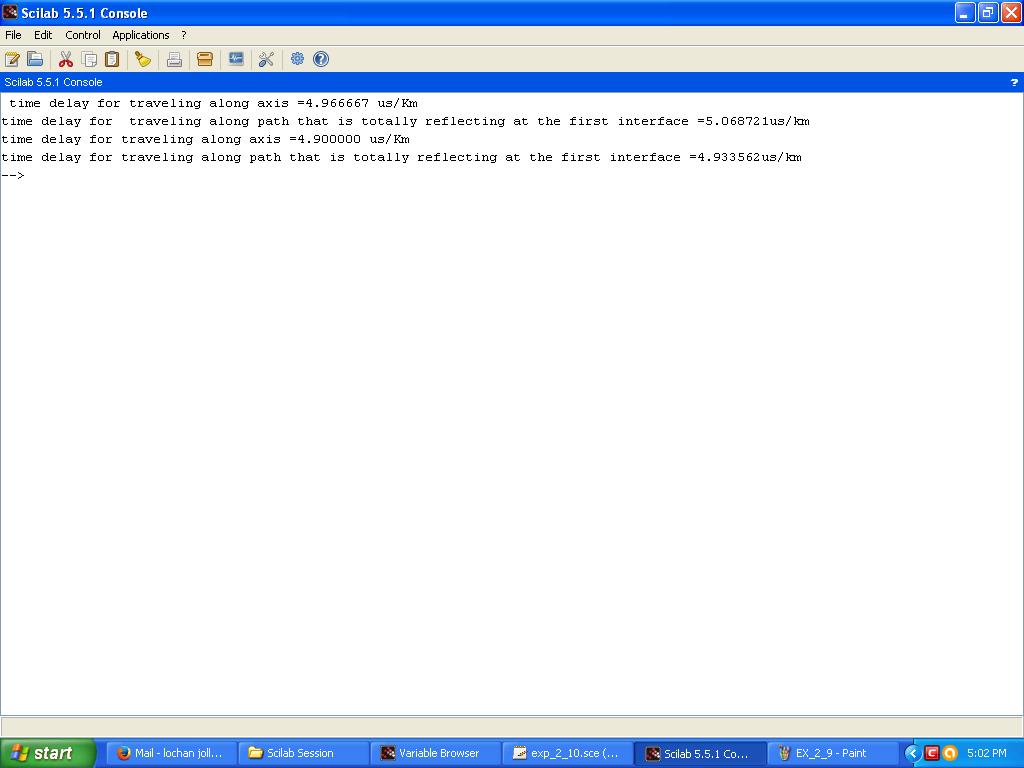 Scilab 5.5.1 Console
File Edit Control Applications ?
Scilab 5.5.1 Console ?
time delay for traveling along axis =4.966667 us/Km
time delay for  traveling along path that is totally reflecting at the first interface =5.068721us/km
time delay for traveling along axis =4.900000 us/Km
time delay for traveling along path that is totally reflecting at the first interface =4.933562us/km
-->
start Mail - lochan joll... Scilab Session Variable Browser exp_2_10.sce (... Scilab 5.5.1 Co... EX_2_9 - Paint 5:02 PM